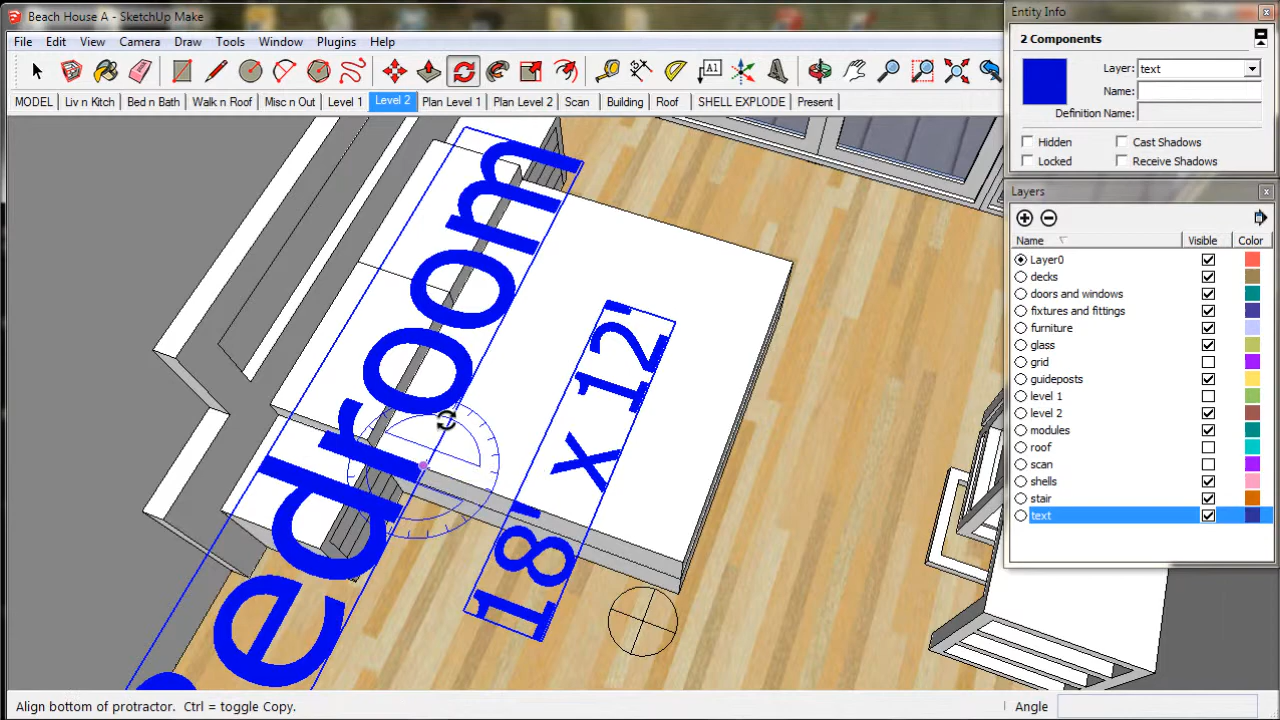 Beach House A - SketchUp Make
File Edit View Camera Draw Tools Window Plugins Help
A1
MODEL Liv n Kitch Bed n Bath Walk n Roof Misc n Out Level 1 Level 2 Plan Level 1 Plan Level 2 Scan Building Roof SHELL EXPLODE Present
edroom
18' x 12'
Entity Info
2 Components
Layer: text
Name:
Definition Name:
Hidden Cast Shadows
Locked Receive Shadows
Layers
Name Visible Color
Layer0
decks
doors and windows
fixtures and fittings
furniture
glass
grid
guideposts
level 1
level 2
modules
roof
scan
shells
stair
text
Align bottom of protractor. Ctrl = toggle Copy.
Angle